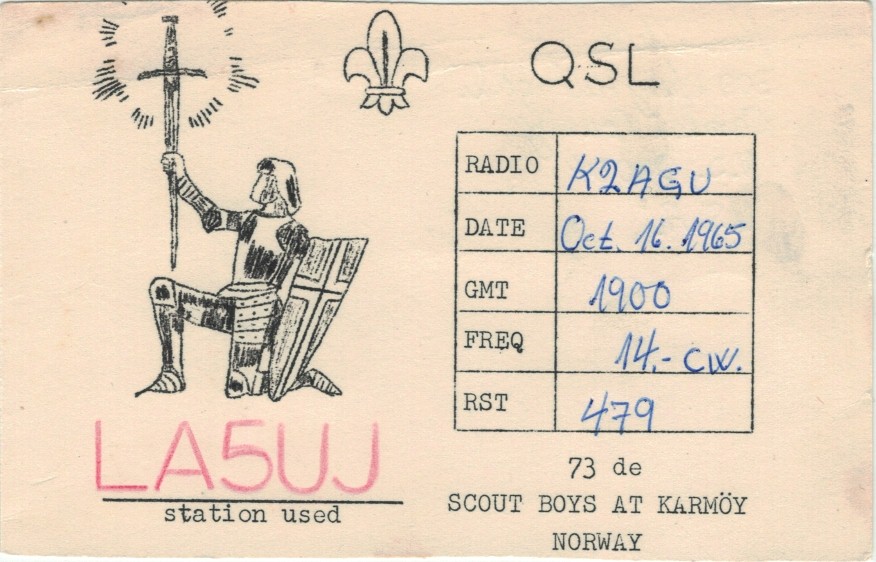 QSL
RADIO K2AGU
DATE Oct. 16. 1965
GMT 1900
FREQ 14,- CW.
RST 479
LA5UJ
station used
73 de
SCOUT BOYS AT KARMÖY
NORWAY